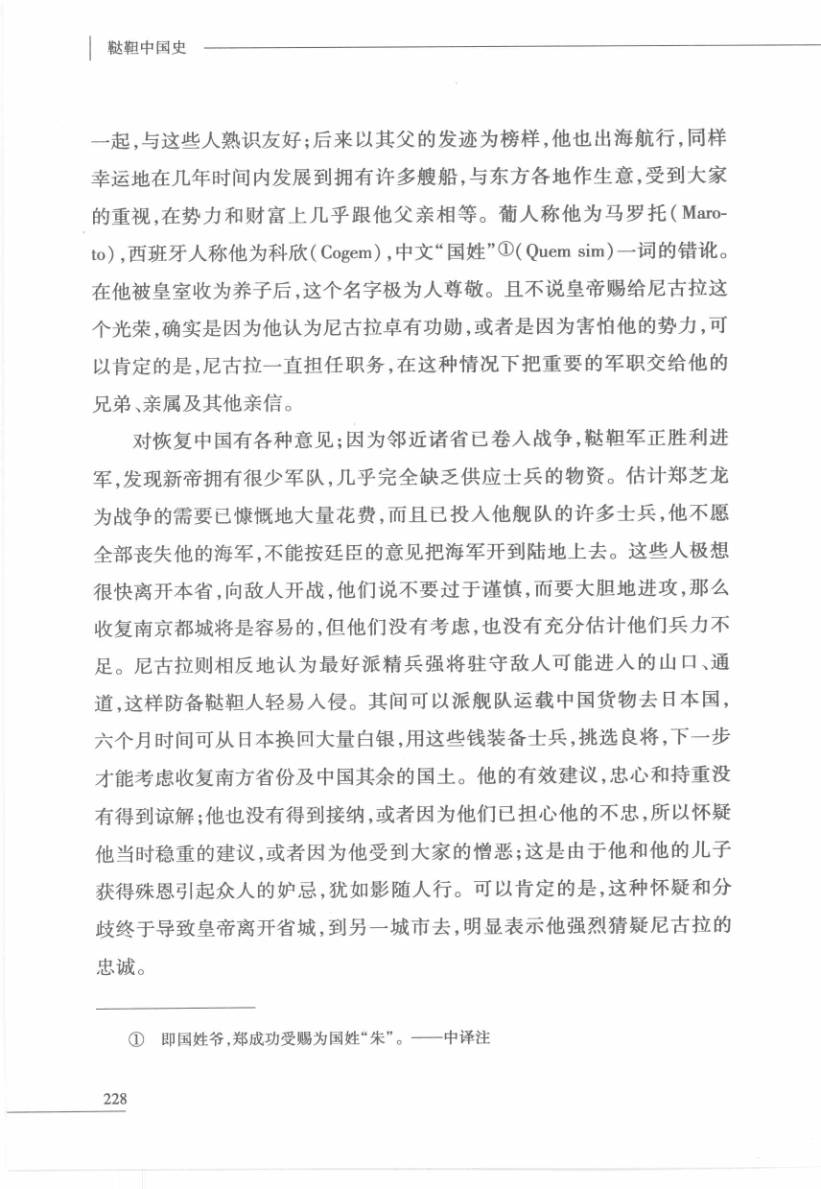 鞑靼中国史
一起,与这些人熟识友好;后来以其父的发迹为榜样,他也出海航行,同样
幸运地在几年时间内发展到拥有许多艘船,与东方各地作生意,受到大家
的重视,在势力和财富上几乎跟他父亲相等。葡人称他为马罗托(Maro-
to),西班牙人称他为科欣(Cogem),中文“国姓”①(Quem sim)一词的错讹。
在他被皇室收为养子后,这个名字极为人尊敬。且不说皇帝赐给尼古拉这
个光荣,确实是因为他认为尼古拉卓有功勋,或者是因为害怕他的势力,可
以肯定的是,尼古拉一直担任职务,在这种情况下把重要的军职交给他的
兄弟、亲属及其他亲信。
对恢复中国有各种意见;因为邻近诸省已卷入战争,鞑靼军正胜利进
军,发现新帝拥有很少军队,几乎完全缺乏供应士兵的物资。估计郑芝龙
为战争的需要已慷慨地大量花费,而且已投入他舰队的许多士兵,他不愿
全部丧失他的海军,不能按廷臣的意见把海军开到陆地上去。这些人极想
很快离开本省,向敌人开战,他们说不要过于谨慎,而要大胆地进攻,那么
收复南京都城将是容易的,但他们没有考虑,也没有充分估计他们兵力不
足。尼古拉则相反地认为最好派精兵强将驻守敌人可能进入的山口、通
道,这样防备鞑靼人轻易入侵。其间可以派舰队运载中国货物去日本国,
六个月时间可从日本换回大量白银,用这些钱装备士兵,挑选良将,下一步
才能考虑收复南方省份及中国其余的国土。他的有效建议,忠心和持重没
有得到谅解;他也没有得到接纳,或者因为他们已担心他的不忠,所以怀疑
他当时稳重的建议,或者因为他受到大家的憎恶;这是由于他和他的儿子
获得殊恩引起众人的妒忌,犹如影随人行。可以肯定的是,这种怀疑和分
歧终于导致皇帝离开省城,到另一城市去,明显表示他强烈猜疑尼古拉的
忠诚。
① 即国姓爷,郑成功受赐为国姓“朱”。——中译注
228